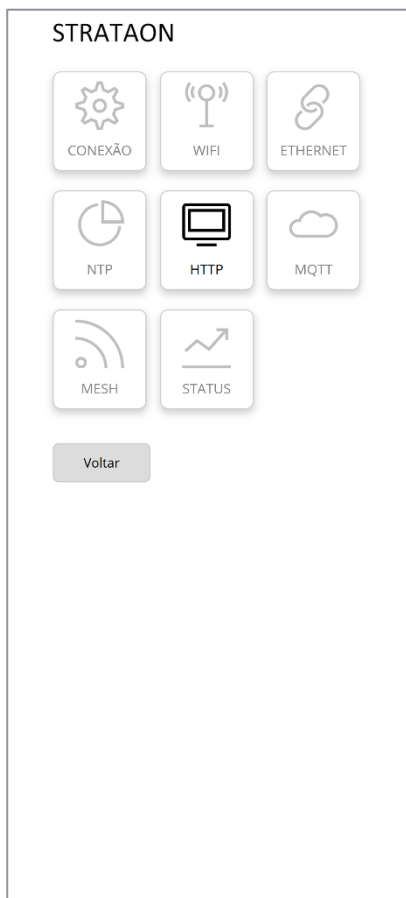 STRATAON
CONEXÃO
WIFI
ETHERNET
NTP
HTTP
MQTT
MESH
STATUS
Voltar